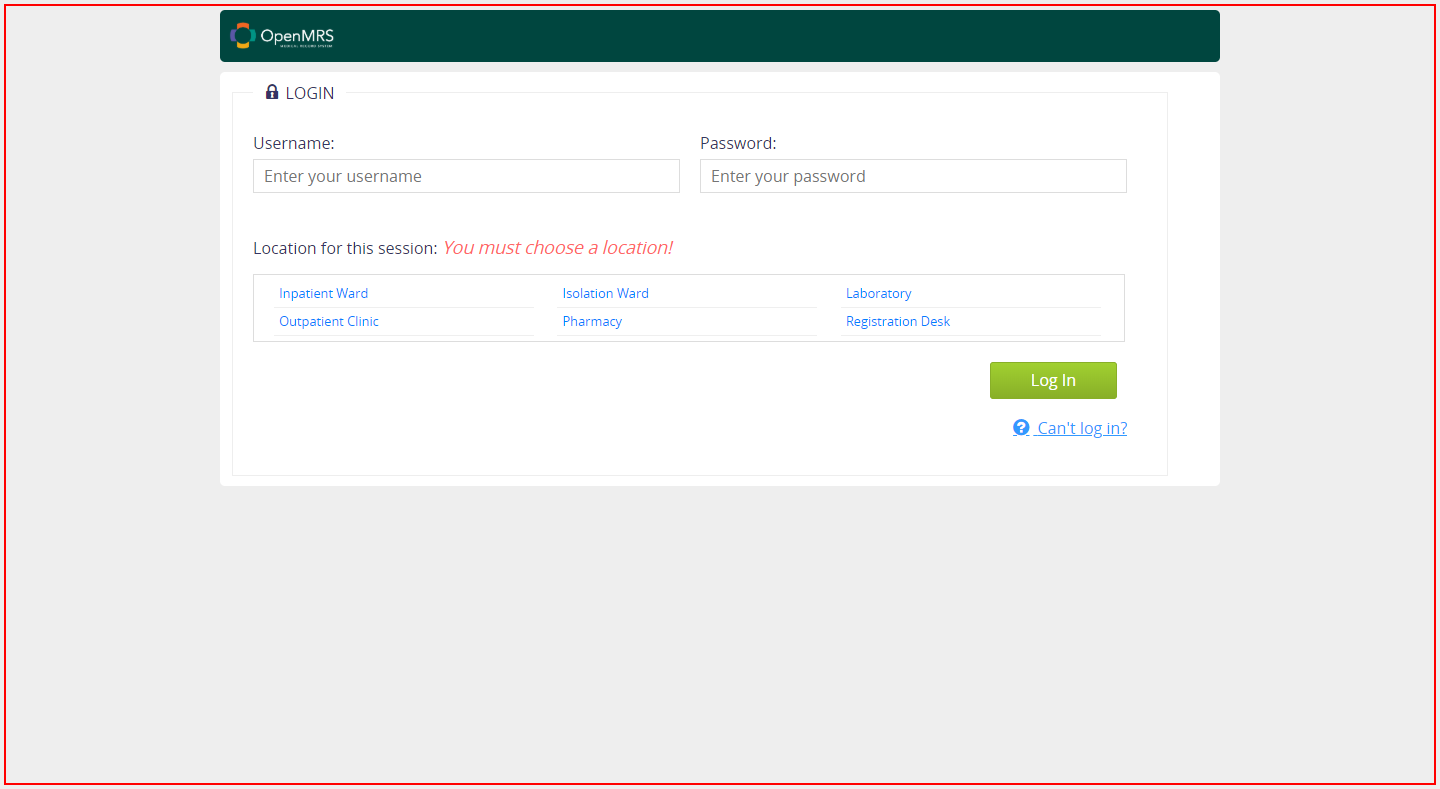 OpenMRS
MEDICAL RECORD SYSTEM
LOGIN
Username: Password:
Enter your username Enter your password
Location for this session: You must choose a location!
Inpatient Ward Isolation Ward Laboratory
Outpatient Clinic Pharmacy Registration Desk
Log In
? Can't log in?